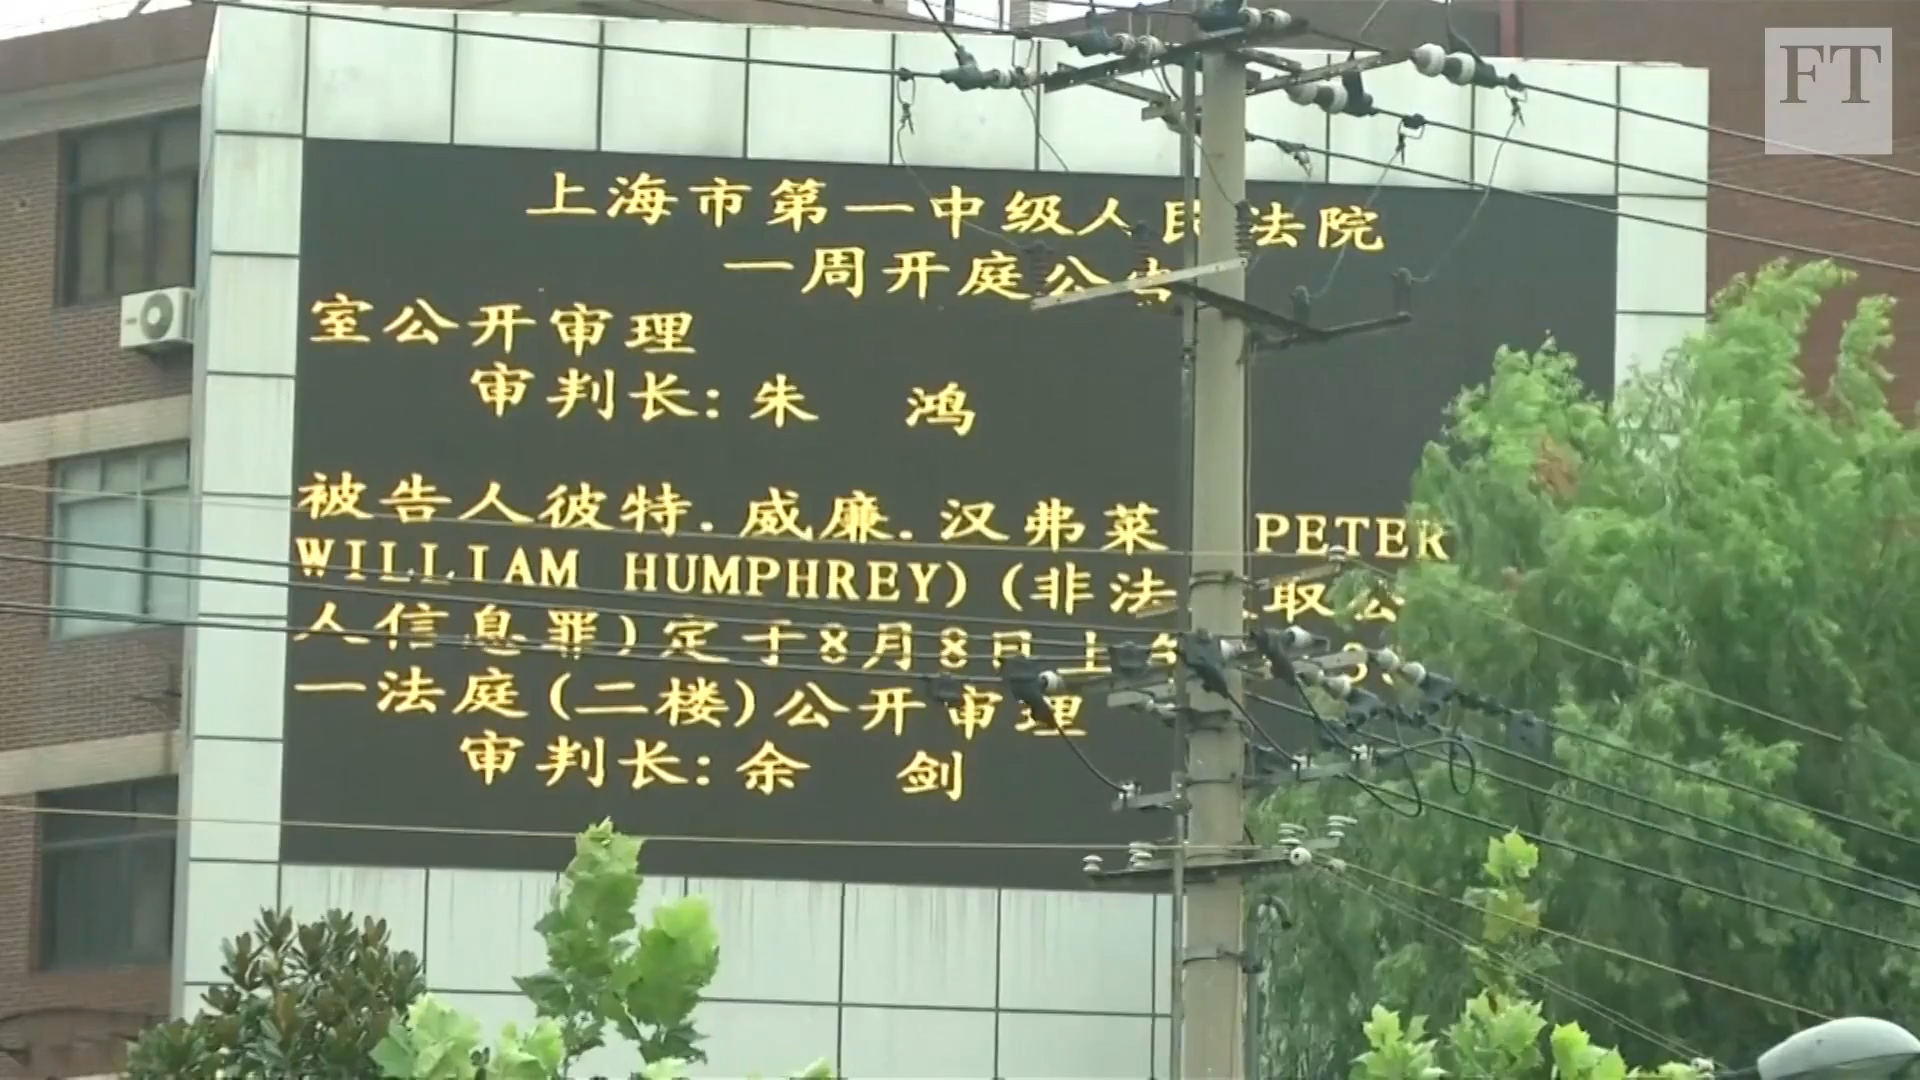 FT
上海市第一中级人民法院
一周开庭公告
室公开审理
审判长:朱 鸿
被告人彼特.威廉.汉弗莱 PETER
WILLIAM HUMPHREY)(非法 取公
人信息罪)定于8月8日上
一法庭(二楼)公开审理
审判长:余 剑